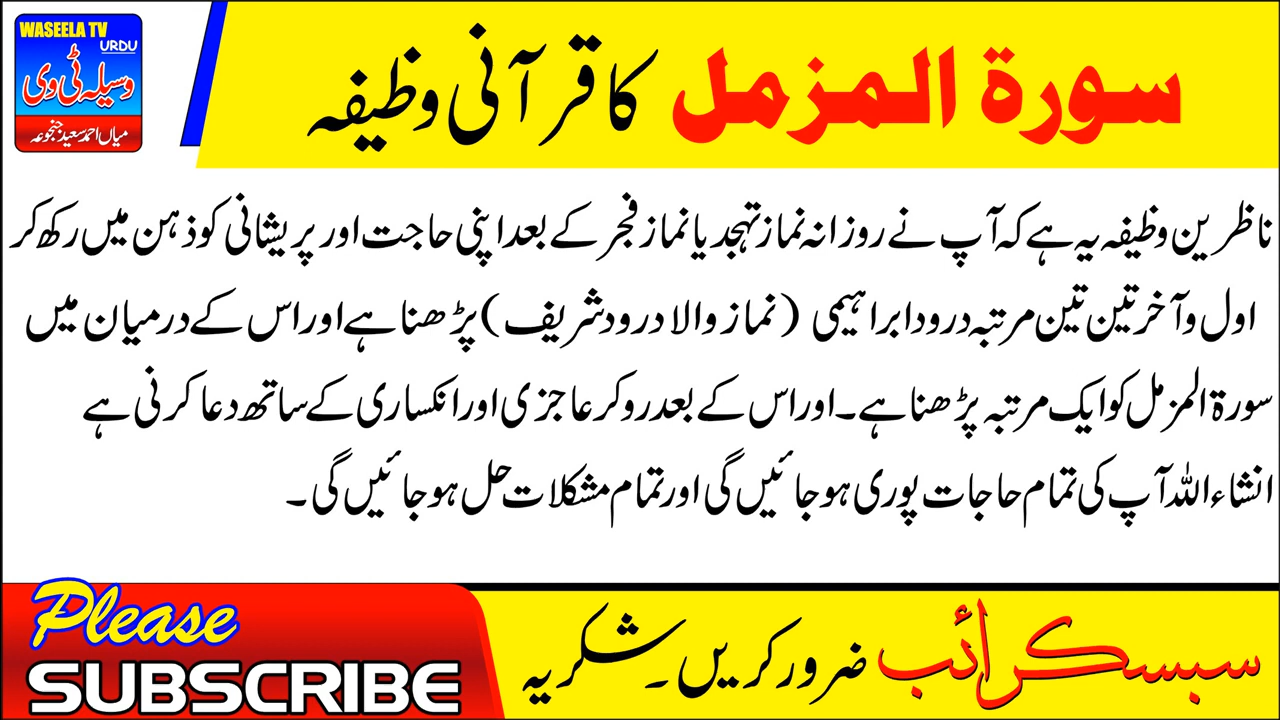 WASEELA TV
URDU
وسیلہ ٹی وی
میاں احمد سعید جنجوعہ
سورة المزمل کا قرآنی وظیفہ
ناظرین وظیفہ یہ ہے کہ آپ نے روزانہ نماز تہجد یا نماز فجر کے بعد اپنی حاجت اور پریشانی کو ذہن میں رکھ کر
اول و آخر تین تین مرتبہ درود ابراہیمی (نماز والا درود شریف) پڑھنا ہے اور اس کے درمیان میں
سورة المزمل کو ایک مرتبہ پڑھنا ہے۔ اور اس کے بعد رو کر عاجزی اور انکساری کے ساتھ دعا کرنی ہے
انشاء اللہ آپ کی تمام حاجات پوری ہو جائیں گی اور تمام مشکلات حل ہو جائیں گی۔
Please
SUBSCRIBE
سبسکرائب ضرور کریں۔ شکریہ